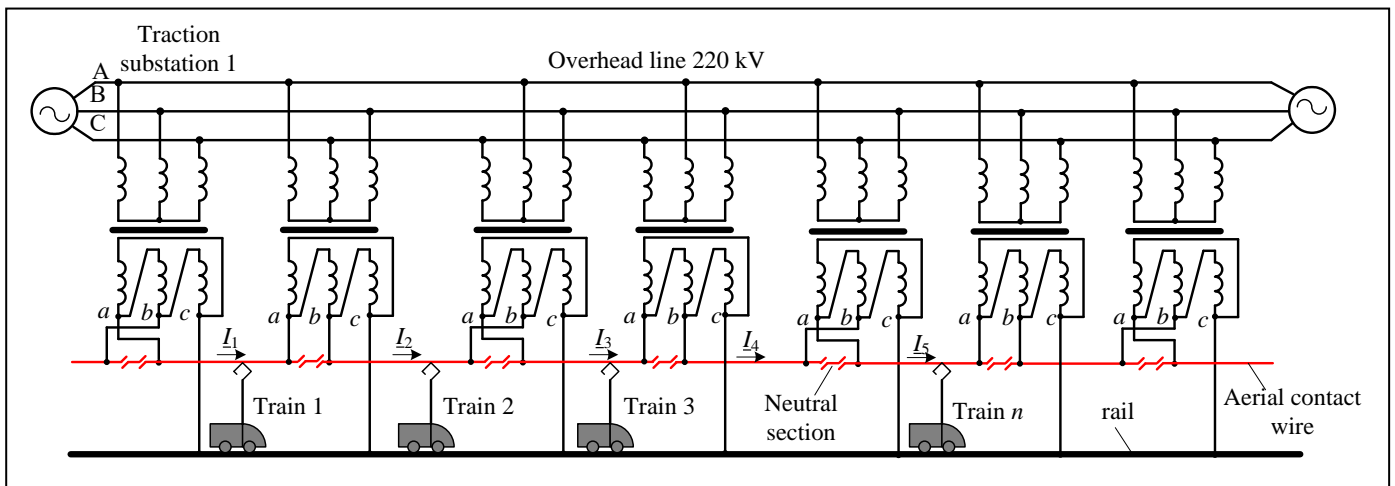 Traction
substation 1
Overhead line 220 kV
A
B
C
a b c
a b c
a b c
a b c
a b c
a b c
a b c
I1
I2
I3
I4
I5
Train 1
Train 2
Train 3
Neutral
section
Train n
rail
Aerial contact
wire